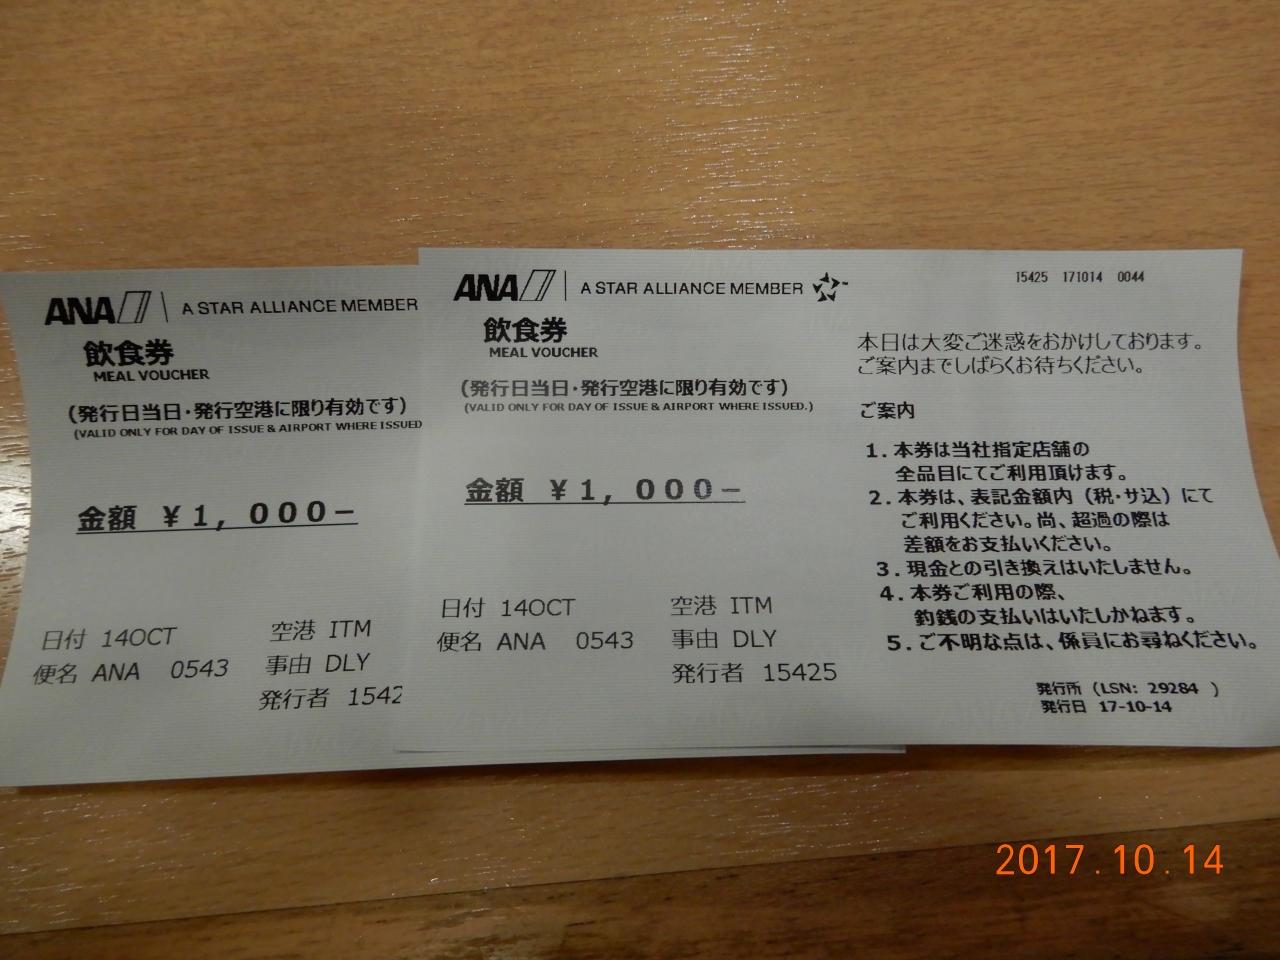 ANA A STAR ALLIANCE MEMBER
飲食券
MEAL VOUCHER
(発行日当日・発行空港に限り有効です)
(VALID ONLY FOR DAY OF ISSUE & AIRPORT WHERE ISSUED
金額 ¥1,000-
日付 14OCT 空港 ITM
便名 ANA 0543 事由 DLY
発行者 1542
ANA A STAR ALLIANCE MEMBER
飲食券
MEAL VOUCHER
(発行日当日・発行空港に限り有効です)
(VALID ONLY FOR DAY OF ISSUE & AIRPORT WHERE ISSUED.)
金額 ¥1,000-
日付 14OCT 空港 ITM
便名 ANA 0543 事由 DLY
発行者 15425
15425 171014 0044
本日は大変ご迷惑をおかけしております。
ご案内までしばらくお待ちください。
ご案内
1. 本券は当社指定店舗の
全品目にてご利用頂けます。
2. 本券は、表記金額内(税・サ込)にて
ご利用ください。尚、超過の際は
差額をお支払いください。
3. 現金との引き換えはいたしません。
4. 本券ご利用の際、
釣銭の支払いはいたしかねます。
5. ご不明な点は、係員にお尋ねください。
発行所 (LSN: 29284 )
発行日 17-10-14
2017.10.14